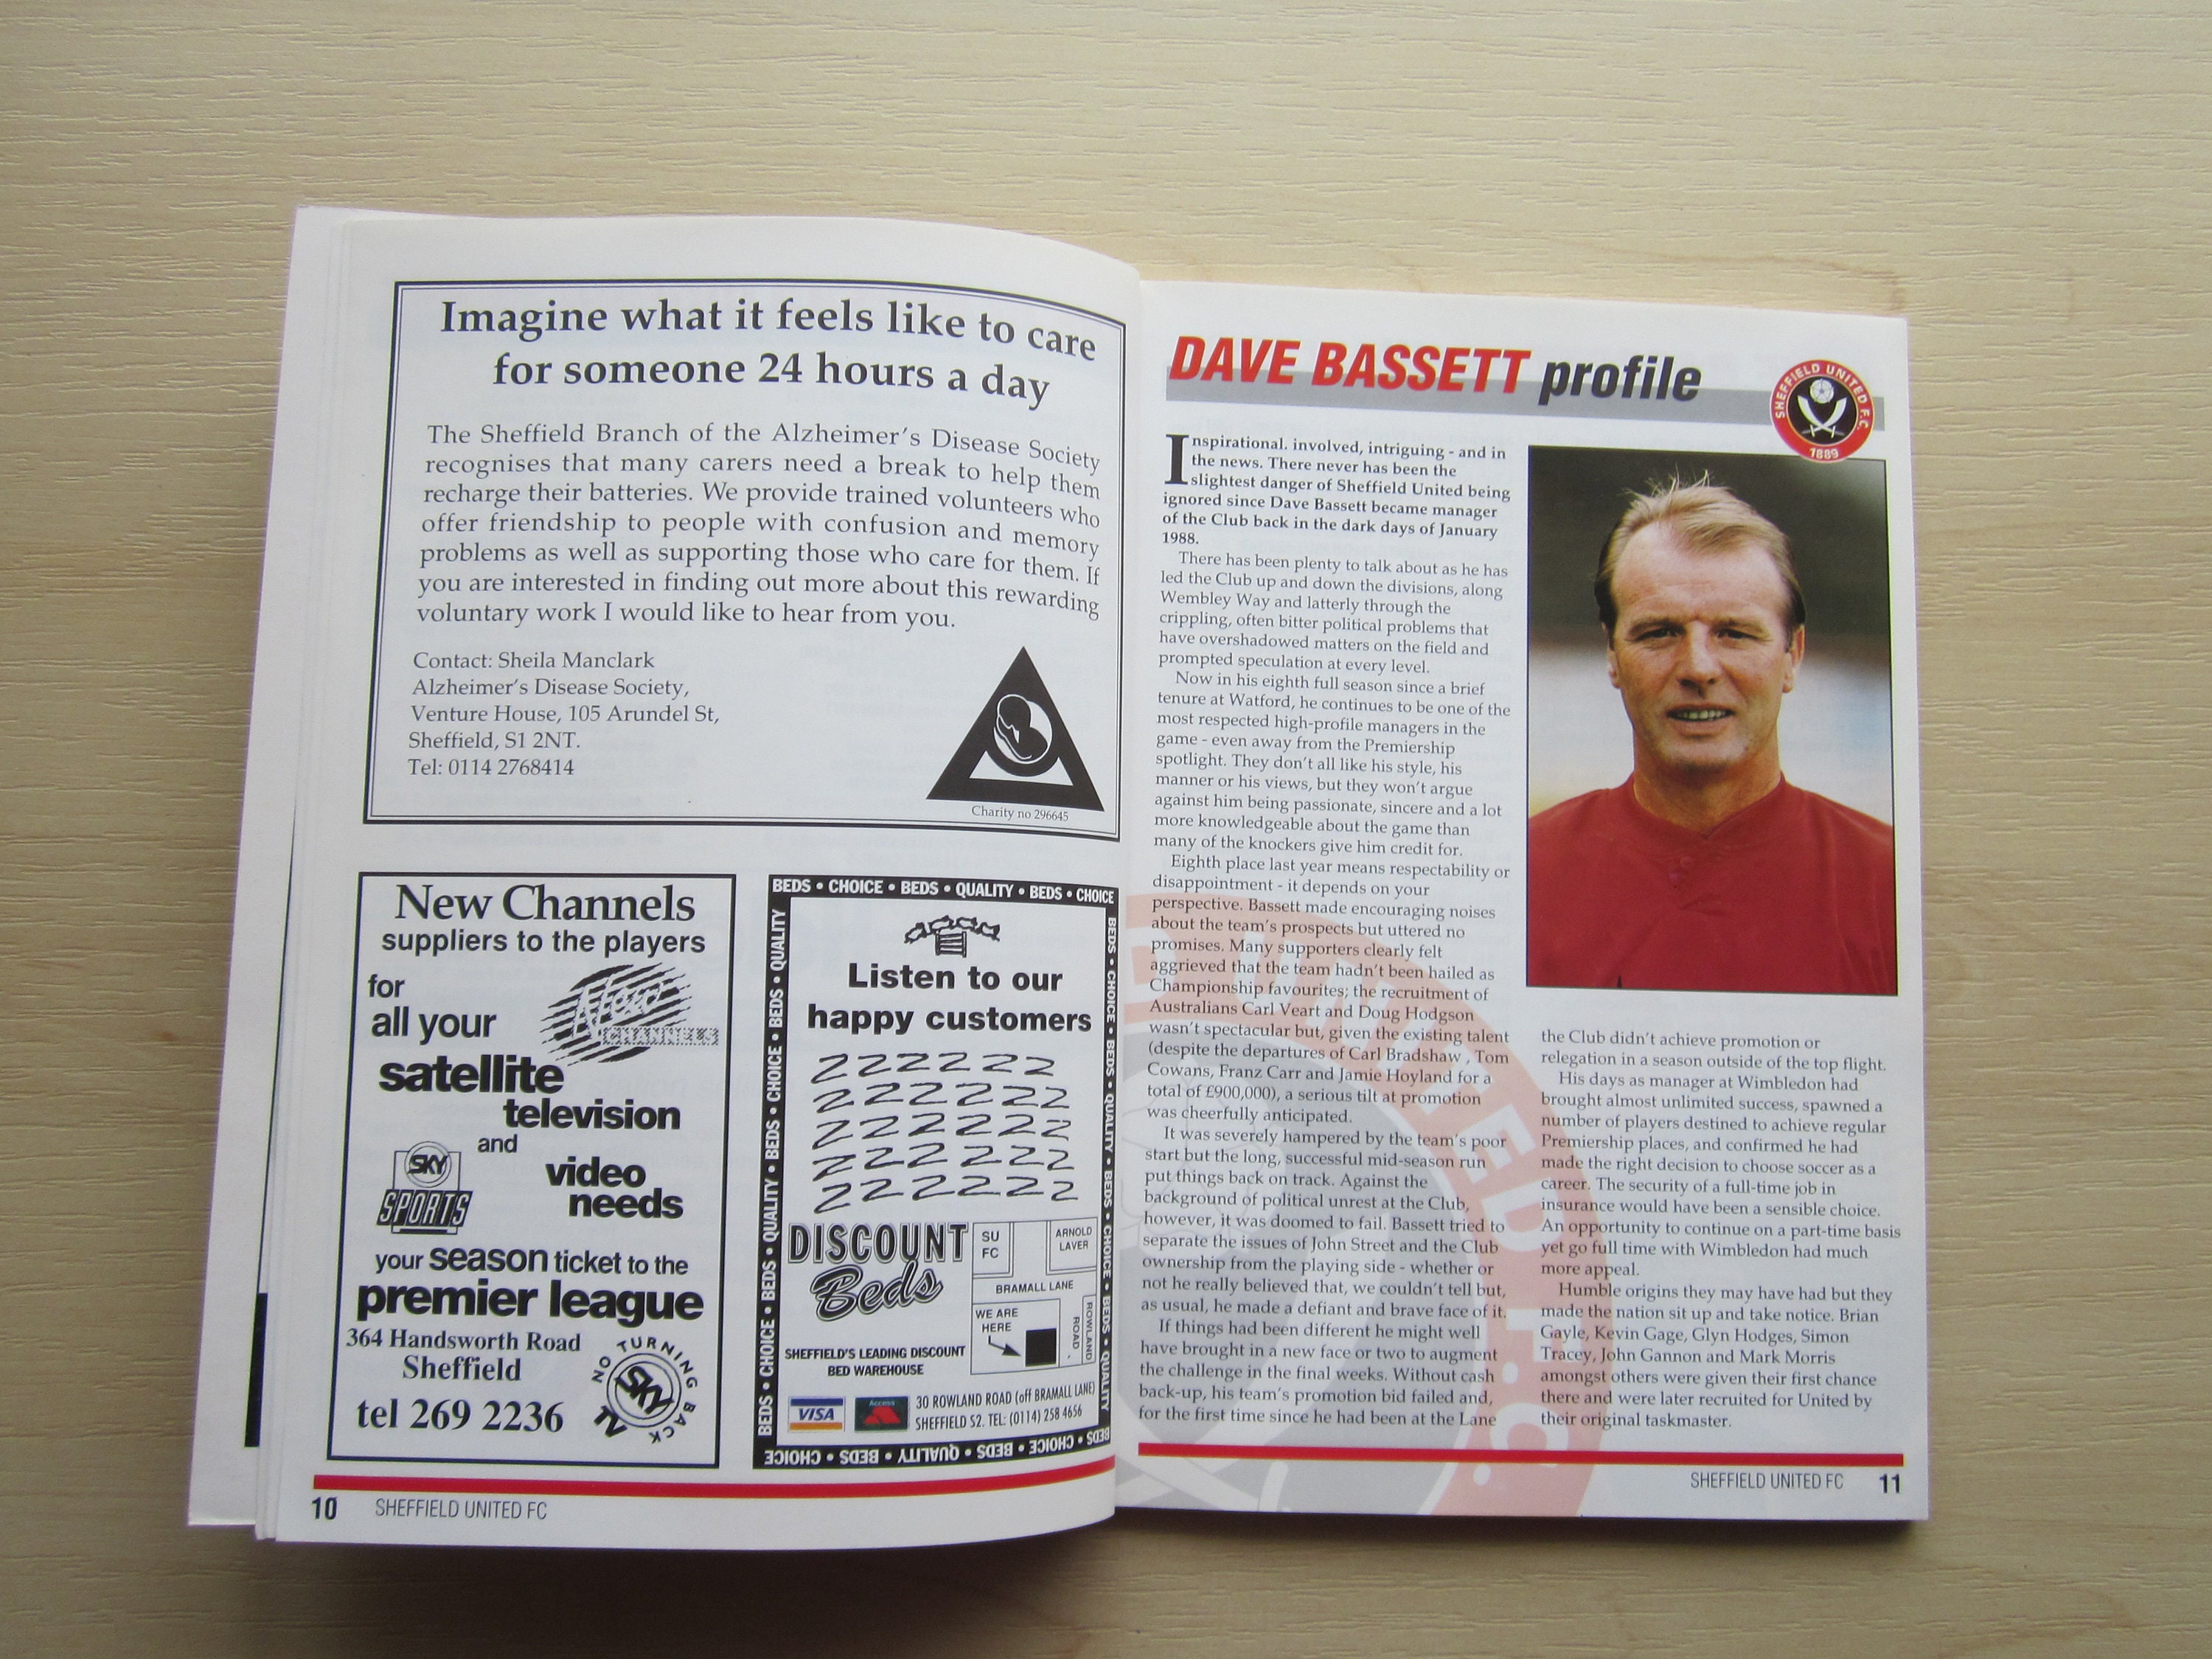 Imagine what it feels like to care
for someone 24 hours a day
The Sheffield Branch of the Alzheimer's Disease Society
recognises that many carers need a break to help them
recharge their batteries. We provide trained volunteers who
offer friendship to people with confusion and memory
problems as well as supporting those who care for them. If
you are interested in finding out more about this rewarding
voluntary work I would like to hear from you.
Contact: Sheila Manclark
Alzheimer's Disease Society,
Venture House, 105 Arundel St,
Sheffield, S1 2NT.
Tel: 0114 2768414
Charity no 296645
New Channels
suppliers to the players
for
all your
New
CHANNELS
satellite
television
and
SKY
SPORTS
video
needs
your season ticket to the
premier league
364 Handsworth Road
Sheffield
tel 269 2236
NO TURNING BACK
SKY TV
BEDS • CHOICE • BEDS • QUALITY • BEDS • CHOICE
BEDS • CHOICE • BEDS • QUALITY • BEDS • CHOICE • BEDS • QUALITY
BEDS • CHOICE • BEDS • QUALITY • BEDS • CHOICE • BEDS • QUALITY
BEDS • CHOICE • BEDS • QUALITY • BEDS • CHOICE
Listen to our
happy customers
ZZZZZZ
ZZZZZZ
ZZZZZZ
ZZZZZZ
ZZZZZZ
DISCOUNT
Beds
SU
FC
ARNOLD
LAVER
BRAMALL LANE
WE ARE
HERE
ROWLAND
ROAD
SHEFFIELD'S LEADING DISCOUNT
BED WAREHOUSE
VISA
Access
30 ROWLAND ROAD (off BRAMALL LANE)
SHEFFIELD S2. TEL: (0114) 258 4656
10 SHEFFIELD UNITED FC
DAVE BASSETT profile
SHEFFIELD UNITED F.C.
1889
Inspirational. involved, intriguing - and in
the news. There never has been the
slightest danger of Sheffield United being
ignored since Dave Bassett became manager
of the Club back in the dark days of January
1988.
There has been plenty to talk about as he has
led the Club up and down the divisions, along
Wembley Way and latterly through the
crippling, often bitter political problems that
have overshadowed matters on the field and
prompted speculation at every level.
Now in his eighth full season since a brief
tenure at Watford, he continues to be one of the
most respected high-profile managers in the
game - even away from the Premiership
spotlight. They don't all like his style, his
manner or his views, but they won't argue
against him being passionate, sincere and a lot
more knowledgeable about the game than
many of the knockers give him credit for.
Eighth place last year means respectability or
disappointment - it depends on your
perspective. Bassett made encouraging noises
about the team's prospects but uttered no
promises. Many supporters clearly felt
aggrieved that the team hadn't been hailed as
Championship favourites; the recruitment of
Australians Carl Veart and Doug Hodgson
wasn't spectacular but, given the existing talent
(despite the departures of Carl Bradshaw , Tom
Cowans, Franz Carr and Jamie Hoyland for a
total of £900,000), a serious tilt at promotion
was cheerfully anticipated.
It was severely hampered by the team's poor
start but the long, successful mid-season run
put things back on track. Against the
background of political unrest at the Club,
however, it was doomed to fail. Bassett tried to
separate the issues of John Street and the Club
ownership from the playing side - whether or
not he really believed that, we couldn't tell but,
as usual, he made a defiant and brave face of it.
If things had been different he might well
have brought in a new face or two to augment
the challenge in the final weeks. Without cash
back-up, his team's promotion bid failed and,
for the first time since he had been at the Lane
the Club didn't achieve promotion or
relegation in a season outside of the top flight.
His days as manager at Wimbledon had
brought almost unlimited success, spawned a
number of players destined to achieve regular
Premiership places, and confirmed he had
made the right decision to choose soccer as a
career. The security of a full-time job in
insurance would have been a sensible choice.
An opportunity to continue on a part-time basis
yet go full time with Wimbledon had much
more appeal.
Humble origins they may have had but they
made the nation sit up and take notice. Brian
Gayle, Kevin Gage, Glyn Hodges, Simon
Tracey, John Gannon and Mark Morris
amongst others were given their first chance
there and were later recruited for United by
their original taskmaster.
SHEFFIELD UNITED FC 11